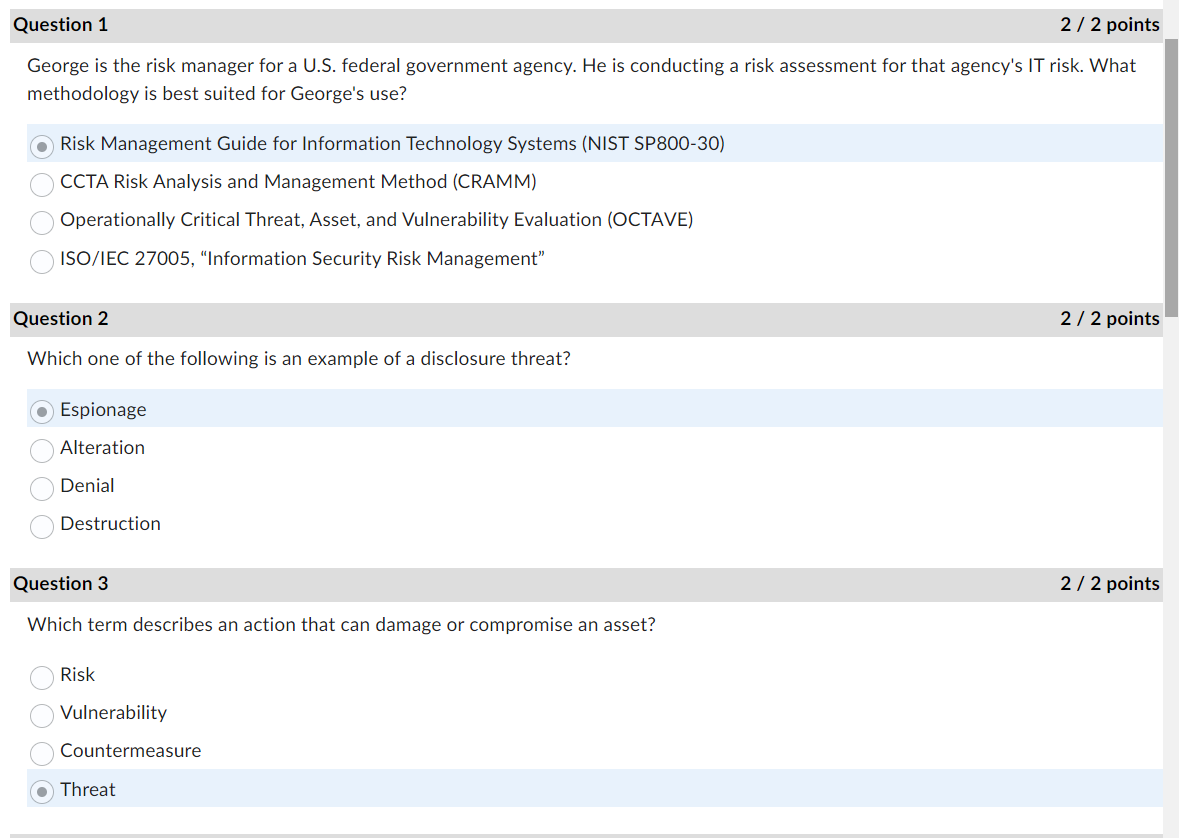 Question 1
2 / 2 points
George is the risk manager for a U.S. federal government agency. He is conducting a risk assessment for that agency's IT risk. What
methodology is best suited for George's use?
Risk Management Guide for Information Technology Systems (NIST SP800-30)
CCTA Risk Analysis and Management Method (CRAMM)
Operationally Critical Threat, Asset, and Vulnerability Evaluation (OCTAVE)
ISO/IEC 27005, “Information Security Risk Management”
Question 2
2 / 2 points
Which one of the following is an example of a disclosure threat?
Espionage
Alteration
Denial
Destruction
Question 3
2 / 2 points
Which term describes an action that can damage or compromise an asset?
Risk
Vulnerability
Countermeasure
Threat